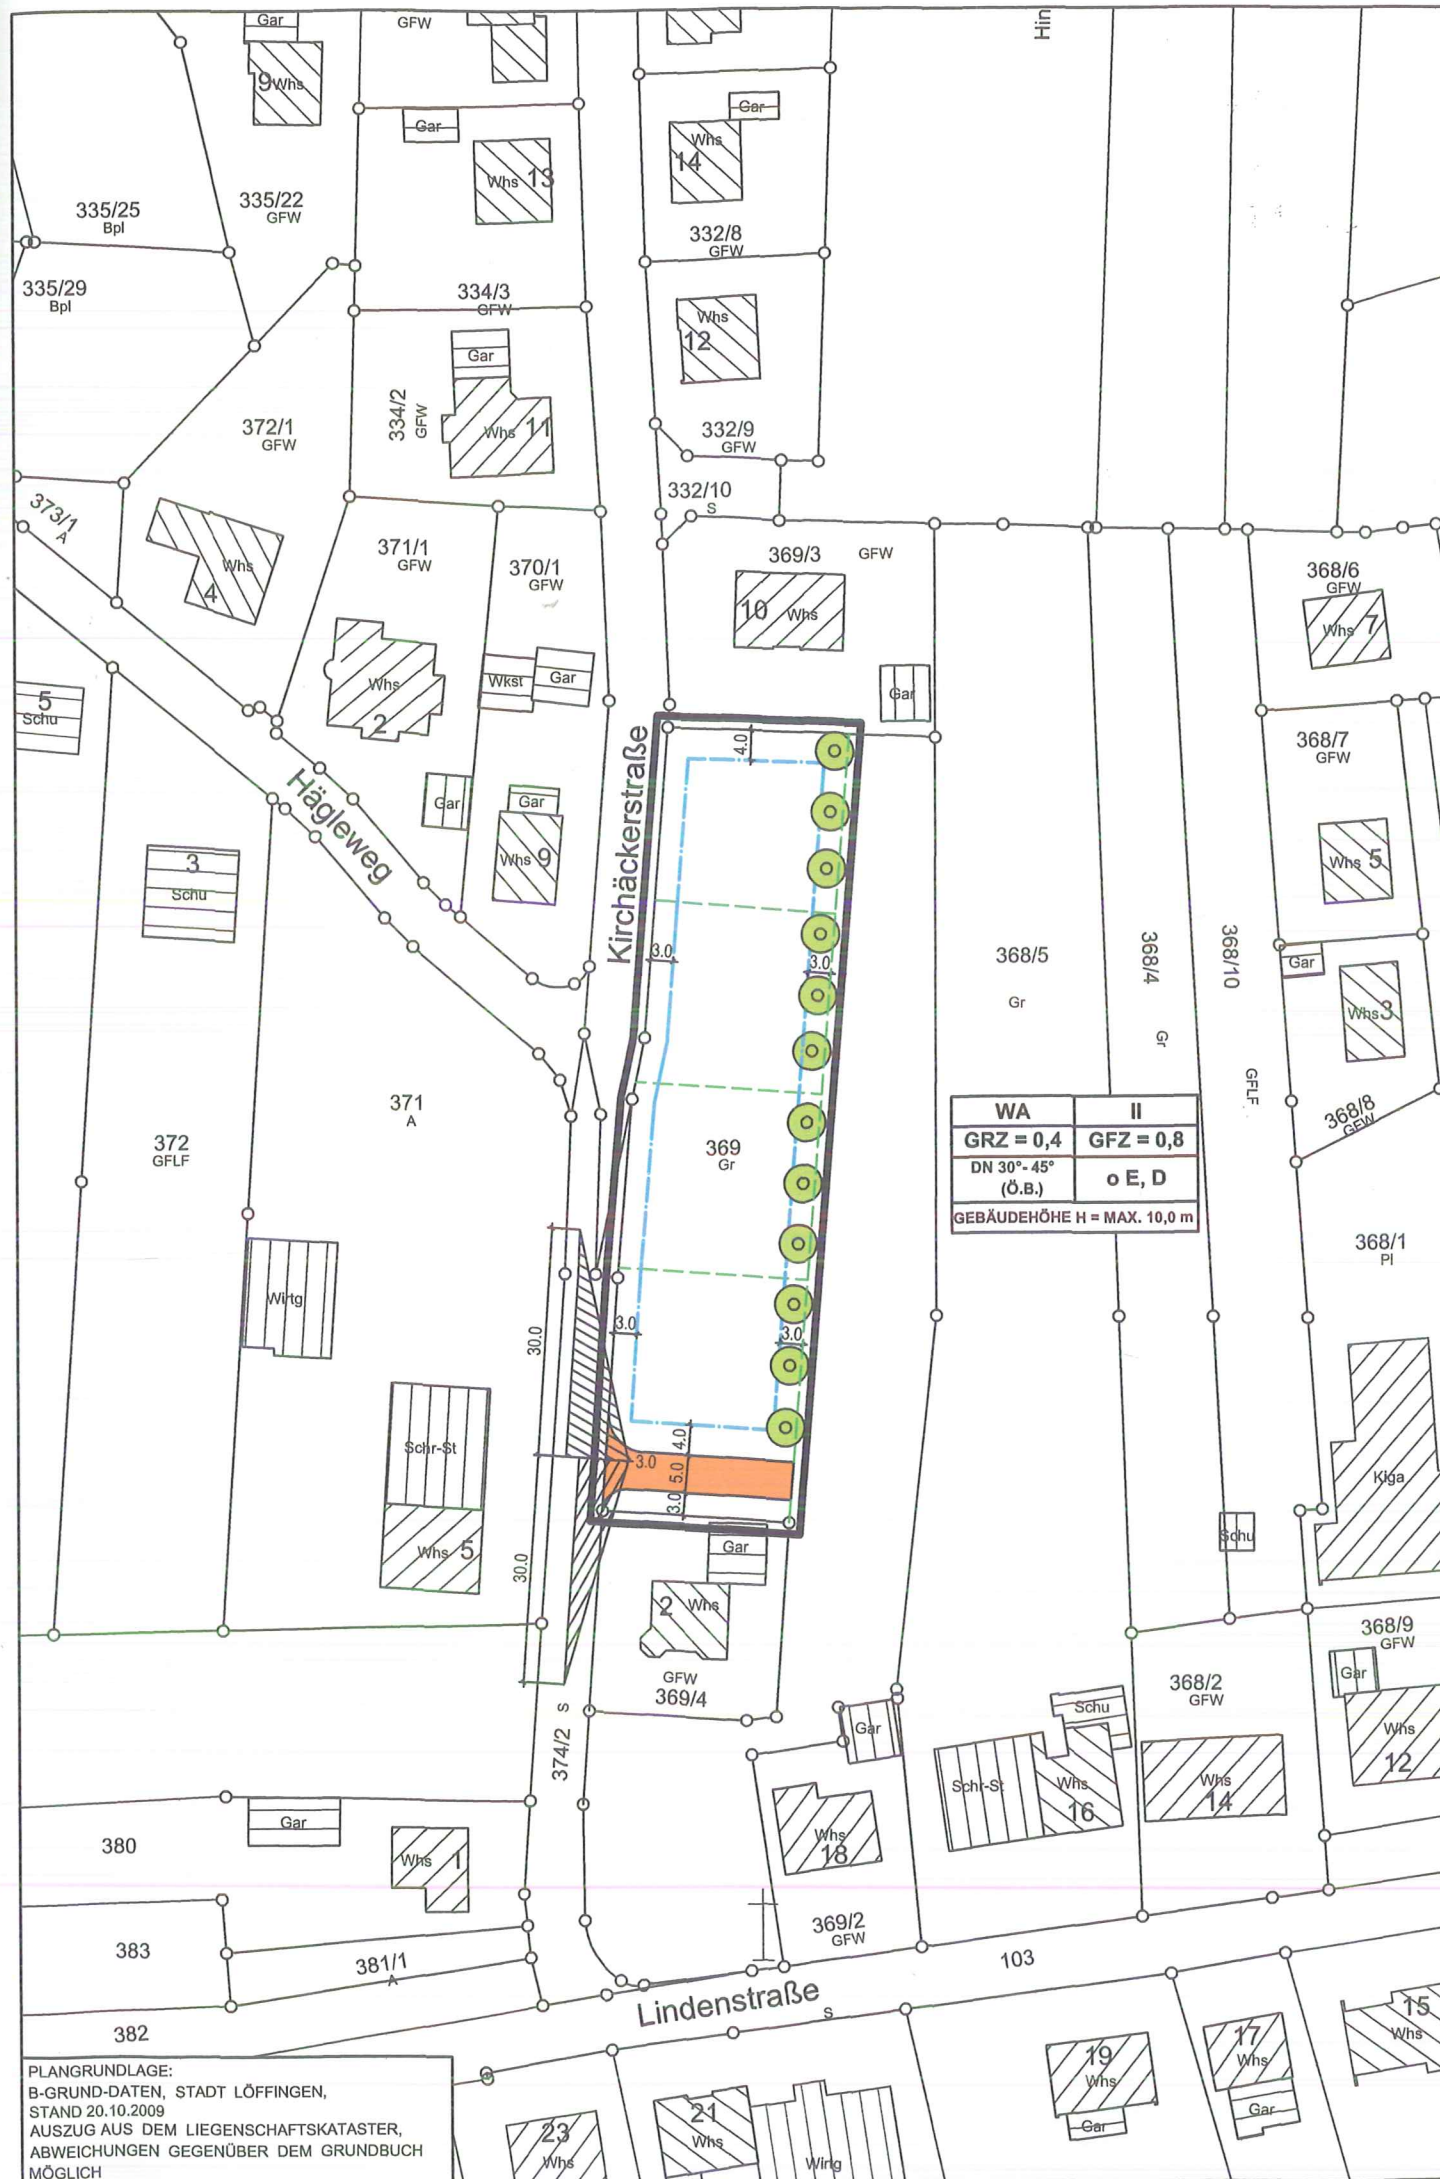 Gar
GFW
Hin
9
Whs
Gar
Gar
Whs
14
Whs 13
335/25
Bpl
335/22
GFW
332/8
GFW
335/29
Bpl
334/3
GFW
Whs
12
Gar
334/2
GFW
Whs 11
372/1
GFW
332/9
GFW
373/1
A
332/10
S
371/1
GFW
370/1
GFW
369/3
GFW
368/6
GFW
Whs
4
10 Whs
Whs 7
Whs
2
Wkst
Gar
Gar
5
Schu
368/7
GFW
Kirchäckerstraße
4.0
Hägleweg
Gar
Gar
Whs 9
3
Schu
Whs 5
3.0
3.0
368/5
Gr
368/4
Gr
368/10
GFLF
Gar
Whs 3
371
A
372
GFLF
369
Gr
WA
II
GRZ = 0,4
GFZ = 0,8
DN 30°- 45°
(Ö.B.)
o E, D
GEBÄUDEHÖHE H = MAX. 10,0 m
368/8
GFW
368/1
Pl
Wirtg
30.0
3.0
3.0
Schr-St
4.0
3.0
5.0
3.0
Kiga
Whs 5
30.0
Gar
Schu
2 Whs
GFW
369/4
368/9
GFW
Gar
368/2
GFW
374/2
S
Gar
Schu
Whs
12
Schr-St
Whs
16
Whs
14
380
Gar
Whs 1
Whs
18
383
381/1
A
369/2
GFW
103
382
Lindenstraße
S
15
Whs
17
Whs
19
Whs
Gar
Gar
21
Whs
23
Whs
Wirtg
PLANGRUNDLAGE:
B-GRUND-DATEN, STADT LÖFFINGEN,
STAND 20.10.2009
AUSZUG AUS DEM LIEGENSCHAFTSKATASTER,
ABWEICHUNGEN GEGENÜBER DEM GRUNDBUCH
MÖGLICH